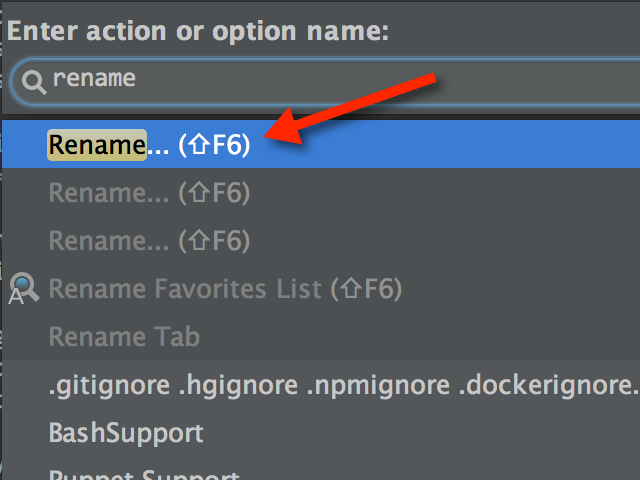 Enter action or option name:
rename
Rename... (⇧F6)
Rename... (⇧F6)
Rename... (⇧F6)
A Rename Favorites List (⇧F6)
Rename Tab
.gitignore .hgignore .npmignore .dockerignore.
BashSupport
Puppet Support